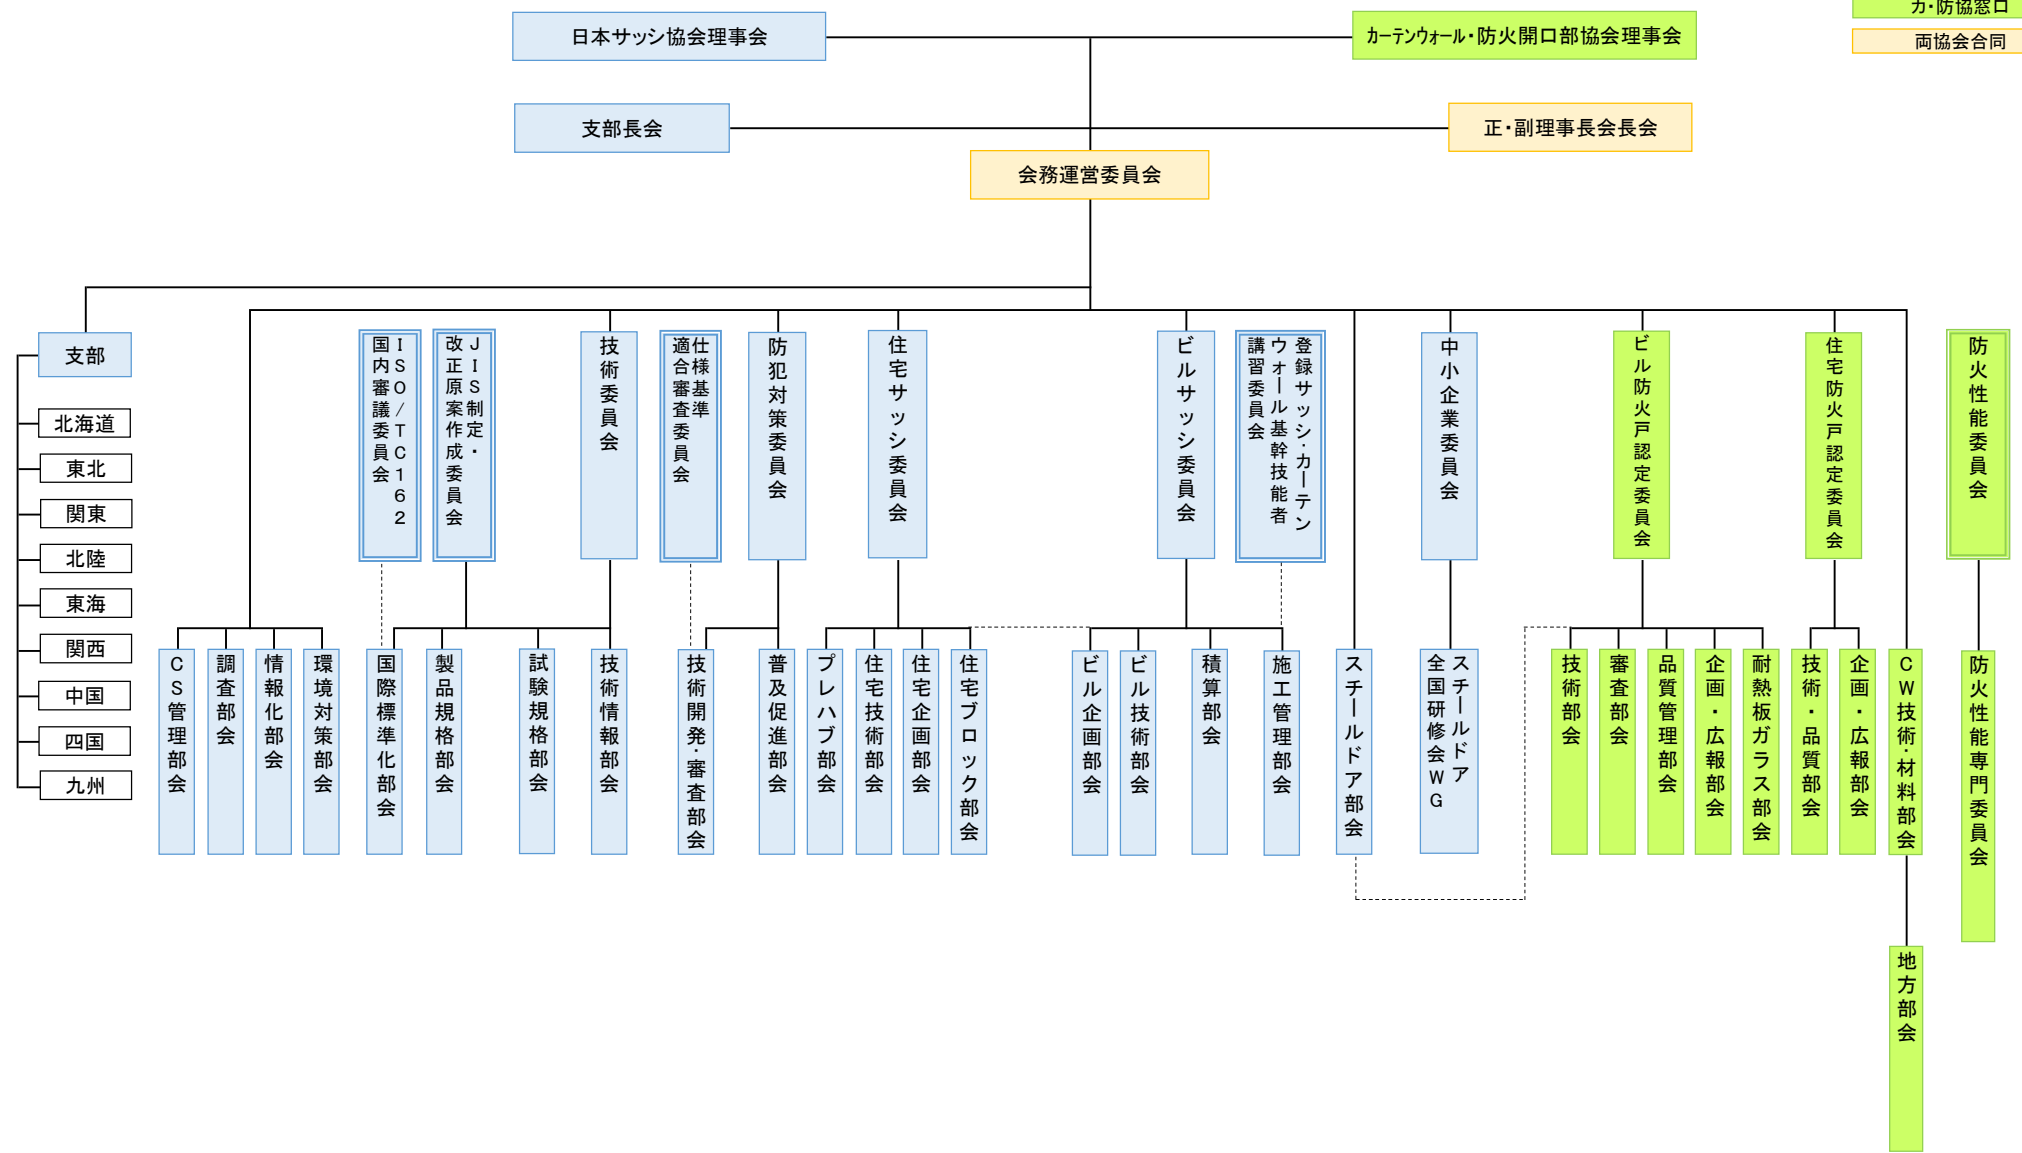 カ・防協窓口
両協会合同
日本サッシ協会理事会
カーテンウォール・防火開口部協会理事会
支部長会
正・副理事長会長会
会務運営委員会
支部
北海道
東北
関東
北陸
東海
関西
中国
四国
九州
ISO/TC162
国内審議委員会
JIS制定・
改正原案作成委員会
技術委員会
仕様基準
適合審査委員会
防犯対策委員会
住宅サッシ委員会
ビルサッシ委員会
登録サッシ・カーテン
ウォール基幹技能者
講習委員会
中小企業委員会
ビル防火戸認定委員会
住宅防火戸認定委員会
防火性能委員会
CS管理部会
調査部会
情報化部会
環境対策部会
国際標準化部会
製品規格部会
試験規格部会
技術情報部会
技術開発・審査部会
普及促進部会
プレハブ部会
住宅技術部会
住宅企画部会
住宅ブロック部会
ビル企画部会
ビル技術部会
積算部会
施工管理部会
スチールドア部会
スチールドア
全国研修会WG
技術部会
審査部会
品質管理部会
企画・広報部会
耐熱板ガラス部会
技術・品質部会
企画・広報部会
CW技術・材料部会
防火性能専門委員会
地方部会